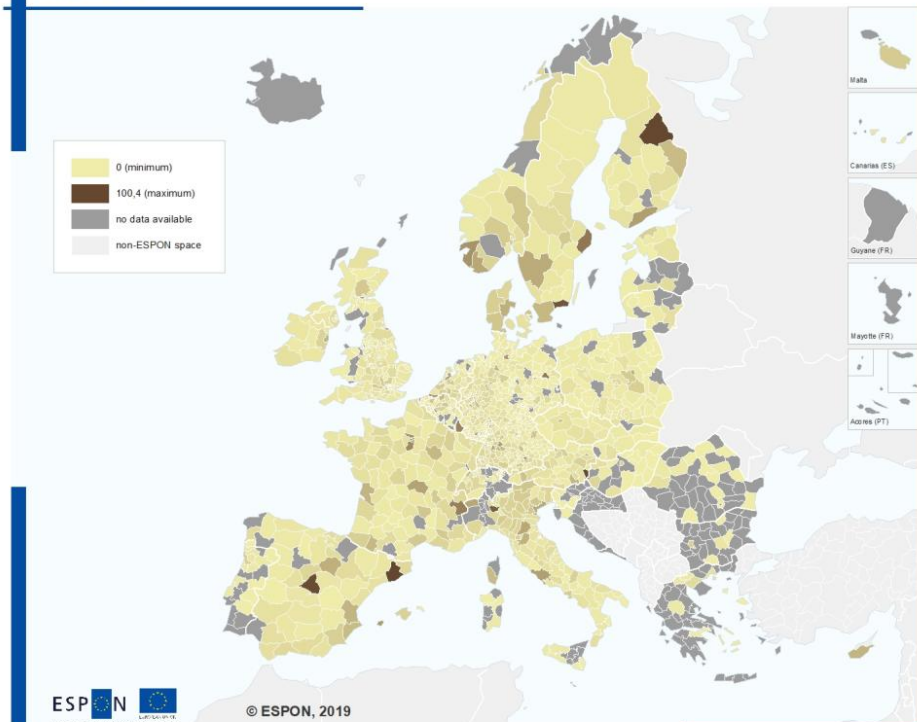 0 (minimum)
100,4 (maximum)
no data available
non-ESPON space
Malta
Canarias (ES)
Guyane (FR)
Mayotte (FR)
Acores (PT)
ESPON
© ESPON, 2019